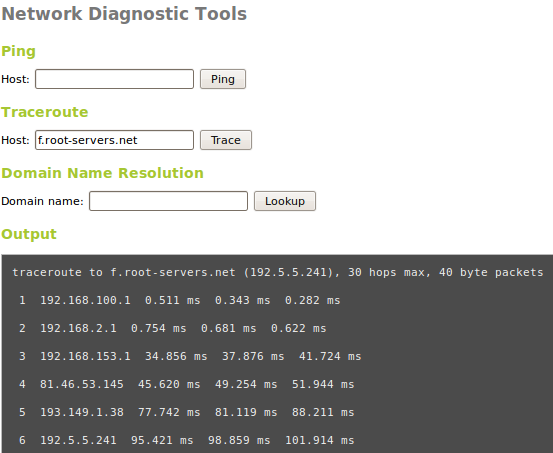 Network Diagnostic Tools
Ping
Host: Ping
Traceroute
Host: f.root-servers.net Trace
Domain Name Resolution
Domain name: Lookup
Output
traceroute to f.root-servers.net (192.5.5.241), 30 hops max, 40 byte packets
1 192.168.100.1 0.511 ms 0.343 ms 0.282 ms
2 192.168.2.1 0.754 ms 0.681 ms 0.622 ms
3 192.168.153.1 34.856 ms 37.876 ms 41.724 ms
4 81.46.53.145 45.620 ms 49.254 ms 51.944 ms
5 193.149.1.38 77.742 ms 81.119 ms 88.211 ms
6 192.5.5.241 95.421 ms 98.859 ms 101.914 ms